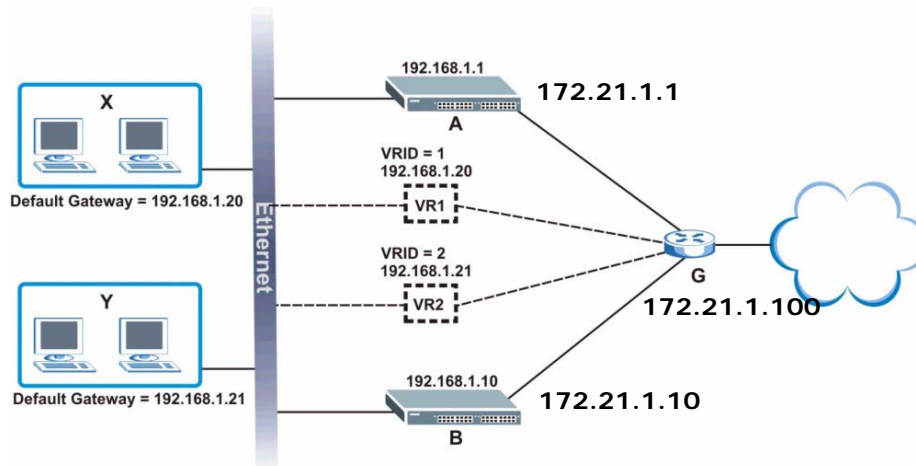 X
Default Gateway = 192.168.1.20
Y
Default Gateway = 192.168.1.21
Ethernet
192.168.1.1
172.21.1.1
A
VRID = 1
192.168.1.20
VR1
VRID = 2
192.168.1.21
VR2
G
172.21.1.100
192.168.1.10
172.21.1.10
B